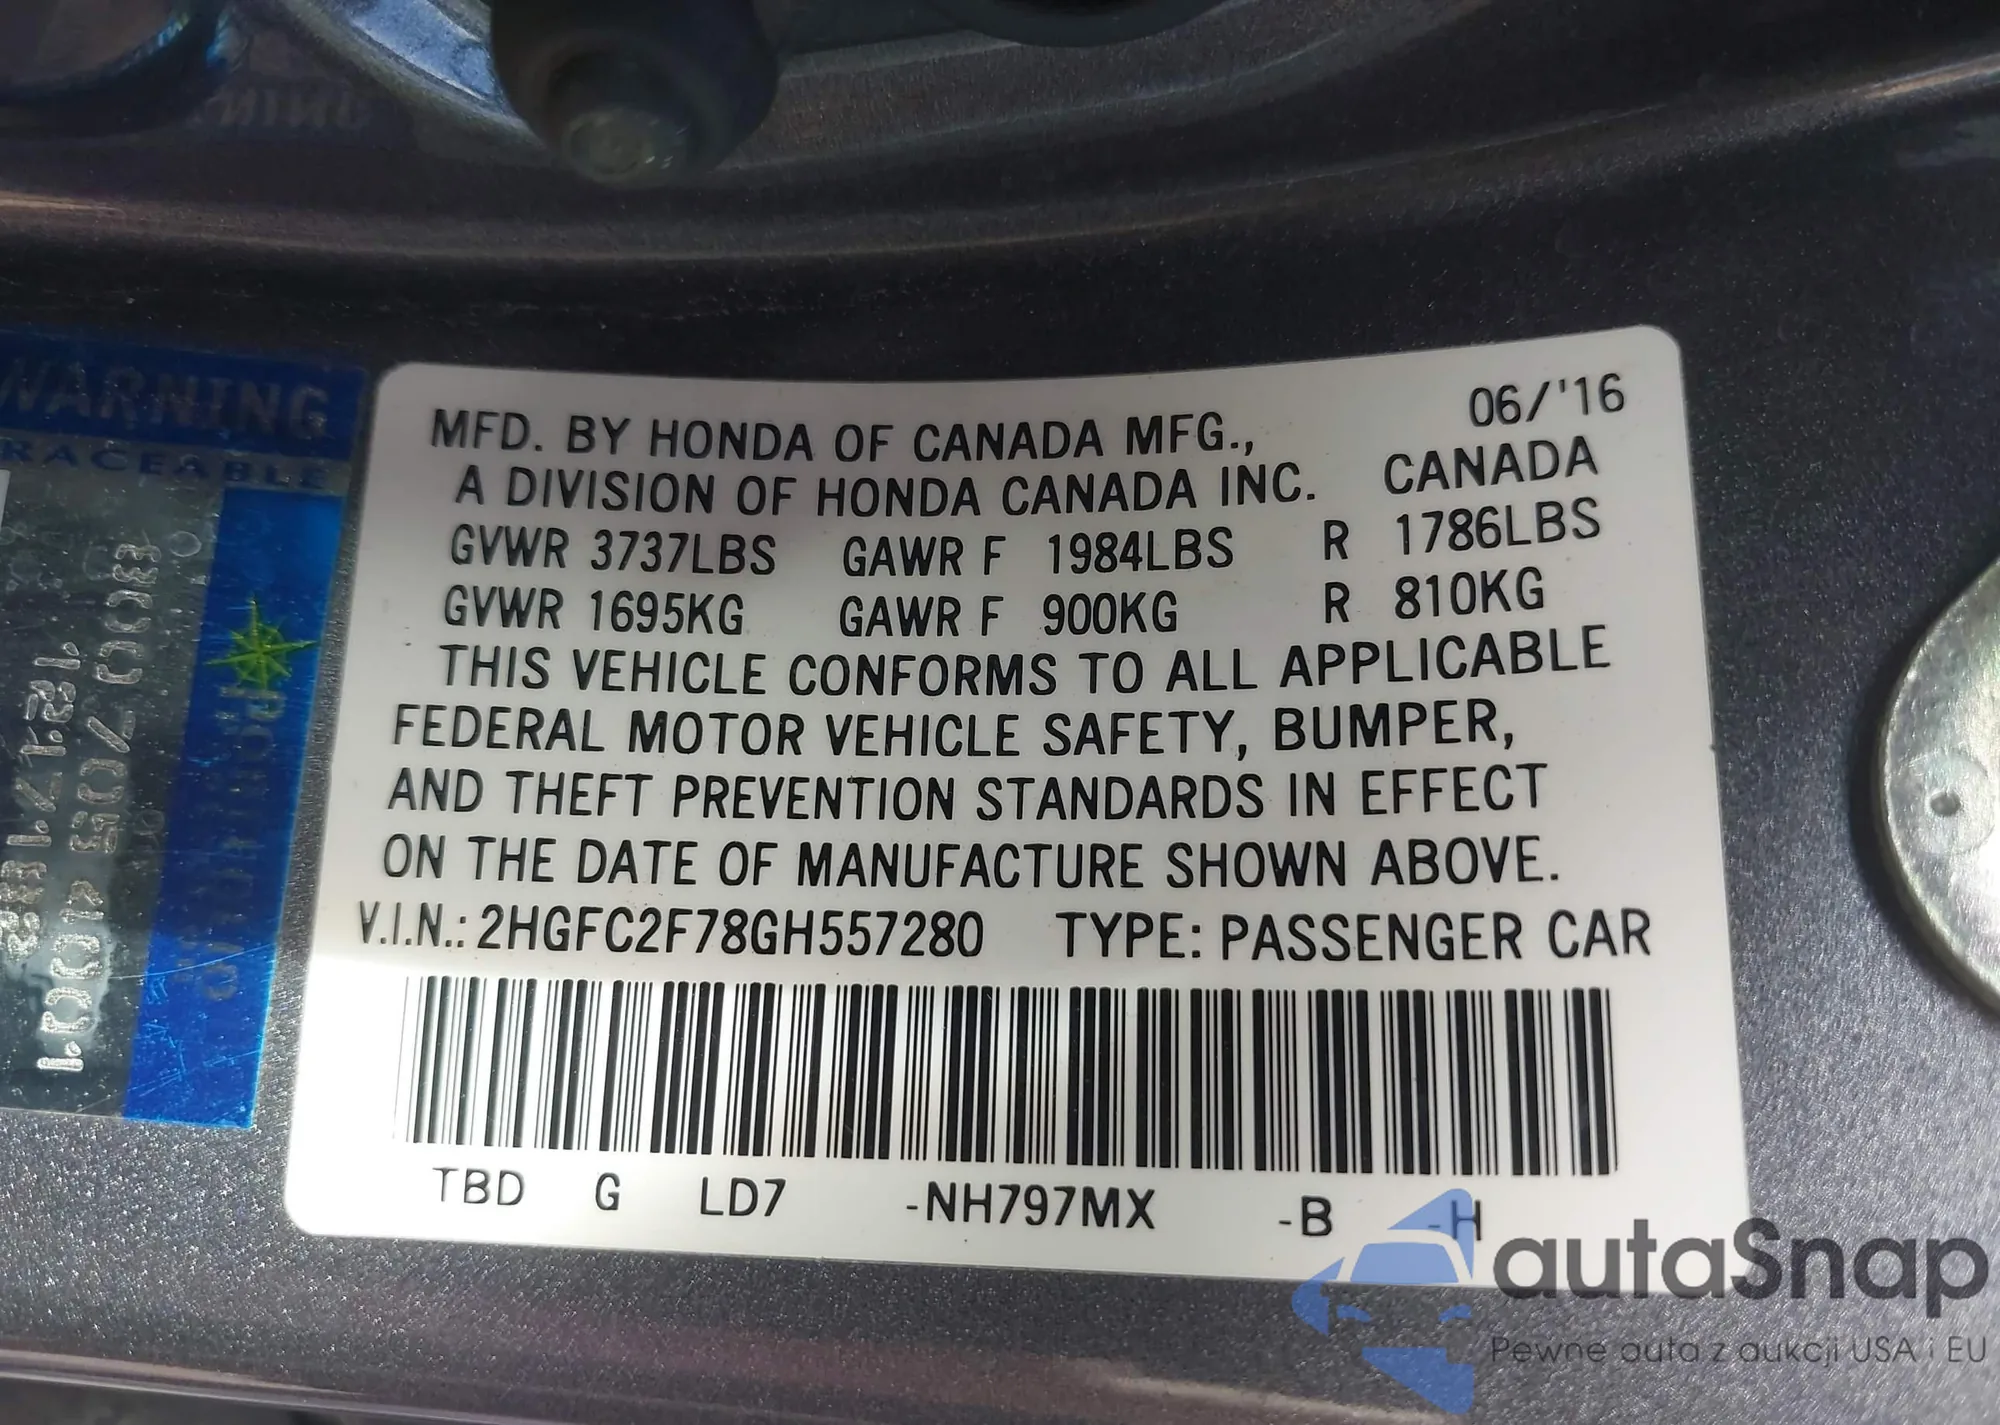 WARNING
RACEABLE
06/'16
MFD. BY HONDA OF CANADA MFG.,
A DIVISION OF HONDA CANADA INC. CANADA
GVWR 3737LBS GAWR F 1984LBS R 1786LBS
GVWR 1695KG GAWR F 900KG R 810KG
THIS VEHICLE CONFORMS TO ALL APPLICABLE
FEDERAL MOTOR VEHICLE SAFETY, BUMPER,
AND THEFT PREVENTION STANDARDS IN EFFECT
ON THE DATE OF MANUFACTURE SHOWN ABOVE.
V.I.N.: 2HGFC2F78GH557280 TYPE: PASSENGER CAR
TBD G LD7 -NH797MX -B -H
autaSnap
Pewne auta z aukcji USA i EU